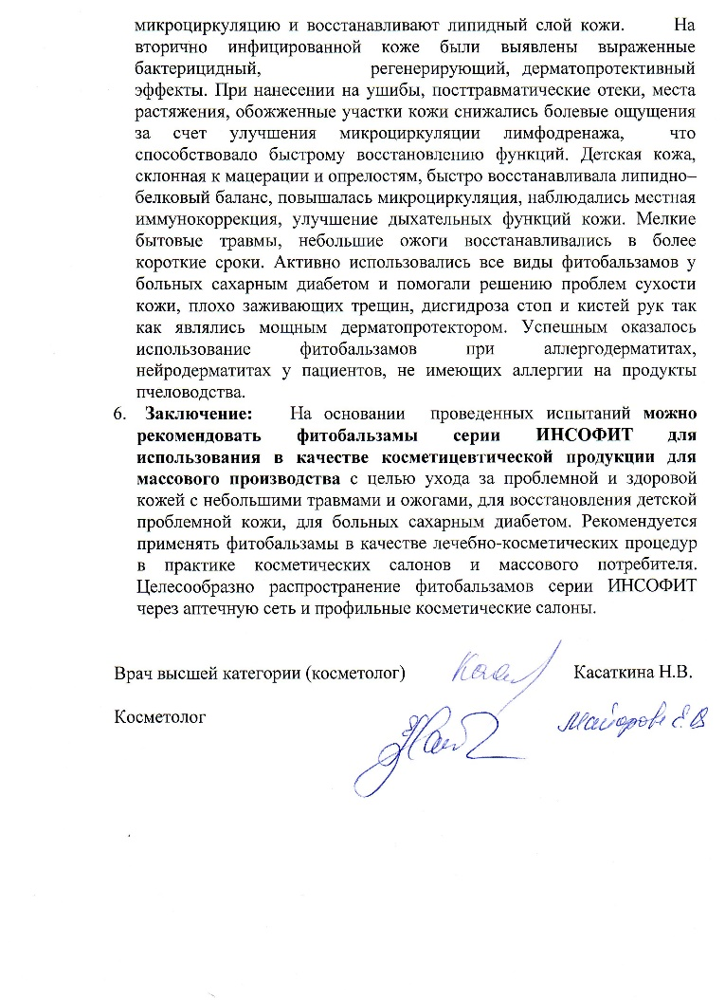 микроциркуляцию и восстанавливают липидный слой кожи. На
вторично инфицированной коже были выявлены выраженные
бактерицидный, регенерирующий, дерматопротективный
эффекты. При нанесении на ушибы, посттравматические отеки, места
растяжения, обожженные участки кожи снижались болевые ощущения
за счет улучшения микроциркуляции лимфодренажа, что
способствовало быстрому восстановлению функций. Детская кожа,
склонная к мацерации и опрелостям, быстро восстанавливала липидно–
белковый баланс, повышалась микроциркуляция, наблюдались местная
иммунокоррекция, улучшение дыхательных функций кожи. Мелкие
бытовые травмы, небольшие ожоги восстанавливались в более
короткие сроки. Активно использовались все виды фитобальзамов у
больных сахарным диабетом и помогали решению проблем сухости
кожи, плохо заживающих трещин, дисгидроза стоп и кистей рук так
как являлись мощным дерматопротектором. Успешным оказалось
использование фитобальзамов при аллергодерматитах,
нейродерматитах у пациентов, не имеющих аллергии на продукты
пчеловодства.
6. Заключение: На основании проведенных испытаний можно
рекомендовать фитобальзамы серии ИНСОФИТ для
использования в качестве косметицевтической продукции для
массового производства с целью ухода за проблемной и здоровой
кожей с небольшими травмами и ожогами, для восстановления детской
проблемной кожи, для больных сахарным диабетом. Рекомендуется
применять фитобальзамы в качестве лечебно-косметических процедур
в практике косметических салонов и массового потребителя.
Целесообразно распространение фитобальзамов серии ИНСОФИТ
через аптечную сеть и профильные косметические салоны.
Врач высшей категории (косметолог) Касаткина Н.В.
Косметолог